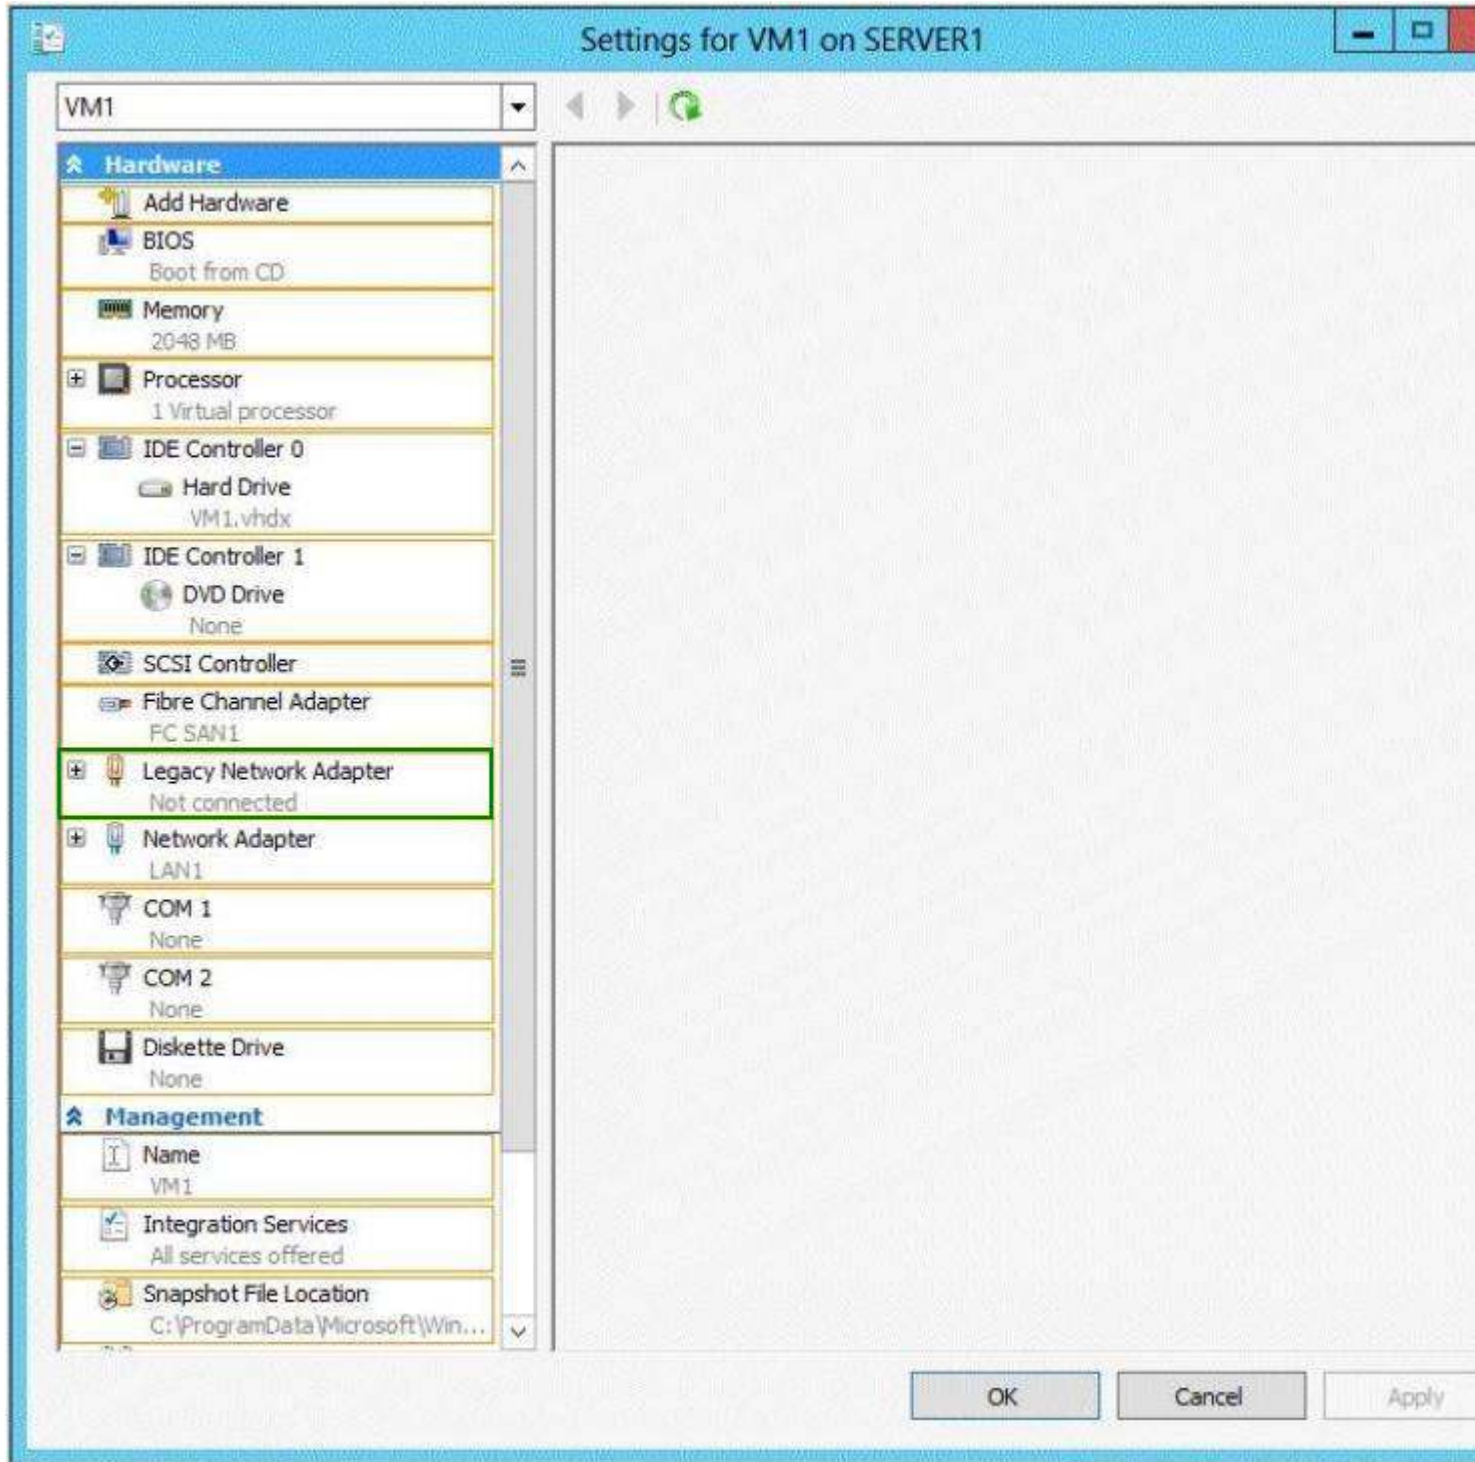 Settings for VM1 on SERVER1
VM1
Hardware
Add Hardware
BIOS
Boot from CD
Memory
2048 MB
Processor
1 Virtual processor
IDE Controller 0
Hard Drive
VM1.vhdx
IDE Controller 1
DVD Drive
None
SCSI Controller
Fibre Channel Adapter
FC SAN1
Legacy Network Adapter
Not connected
Network Adapter
LAN1
COM 1
None
COM 2
None
Diskette Drive
None
Management
Name
VM1
Integration Services
All services offered
Snapshot File Location
C:\ProgramData\Microsoft\Win...
OK Cancel Apply